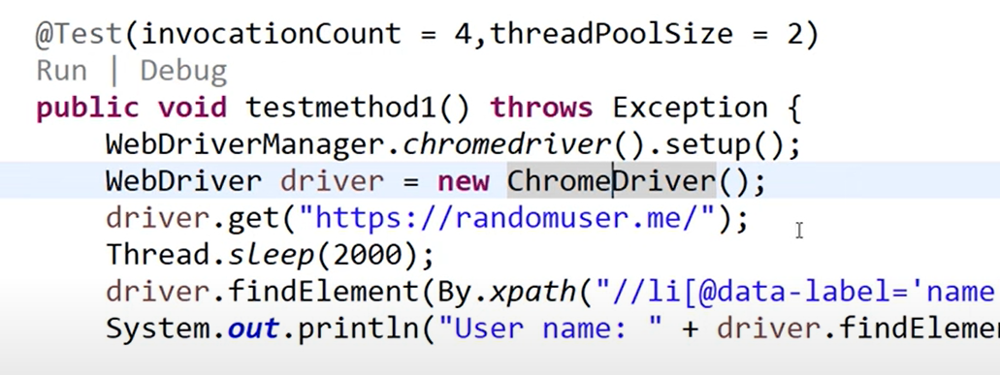 @Test(invocationCount = 4,threadPoolSize = 2)
Run | Debug
public void testmethod1() throws Exception {
WebDriverManager.chromedriver().setup();
WebDriver driver = new ChromeDriver();
driver.get("https://randomuser.me/");
Thread.sleep(2000);
driver.findElement(By.xpath("//li[@data-label='name
System.out.println("User name: " + driver.findEleme